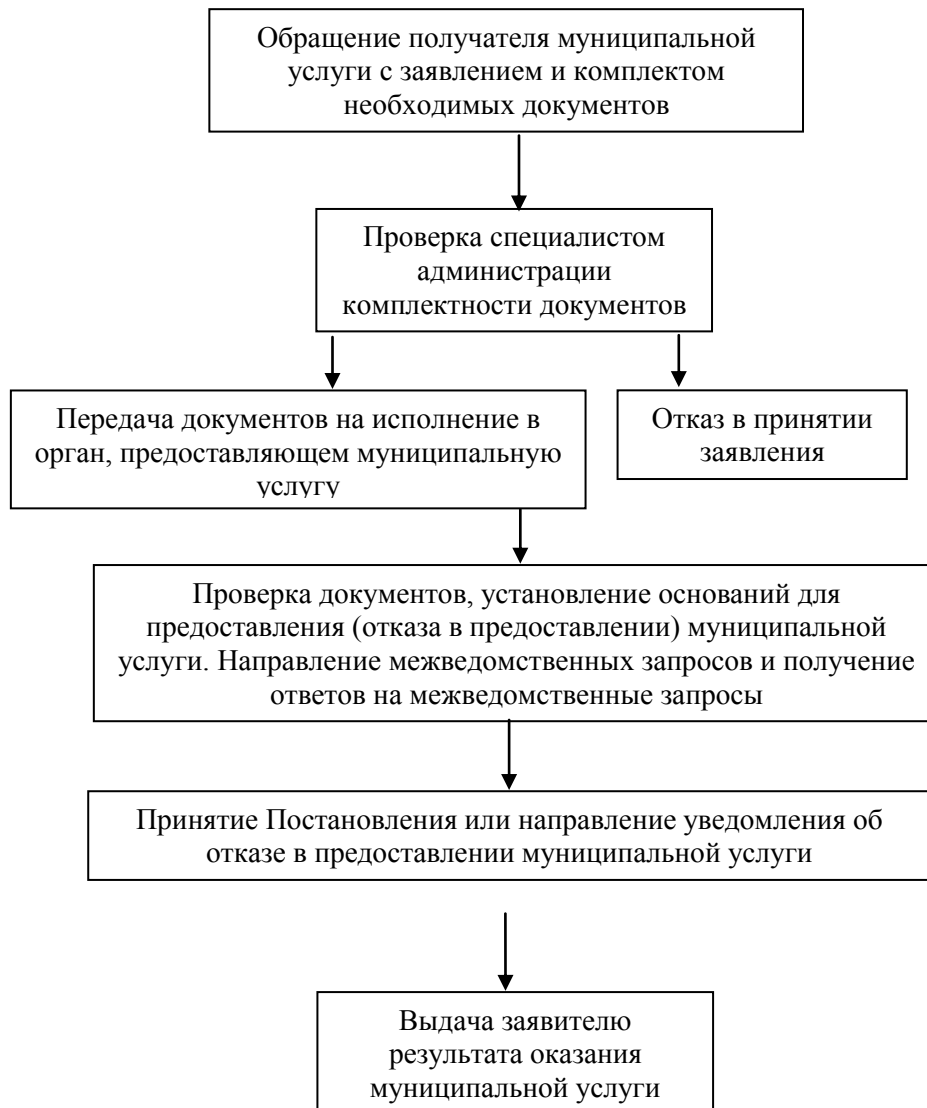 Обращение получателя муниципальной
услуги с заявлением и комплектом
необходимых документов
Проверка специалистом
администрации
комплектности документов
Передача документов на исполнение в
орган, предоставляющем муниципальную
услугу
Отказ в принятии
заявления
Проверка документов, установление оснований для
предоставления (отказа в предоставлении) муниципальной
услуги. Направление межведомственных запросов и получение
ответов на межведомственные запросы
Принятие Постановления или направление уведомления об
отказе в предоставлении муниципальной услуги
Выдача заявителю
результата оказания
муниципальной услуги